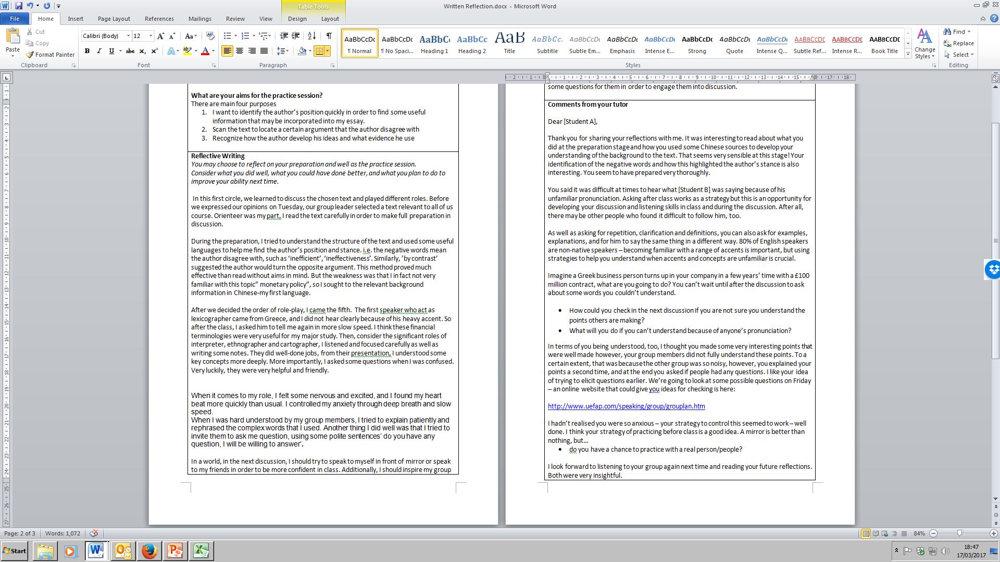 Table Tools
Written Reflection.docx - Microsoft Word
File Home Insert Page Layout References Mailings Review View Design Layout
Paste
Cut
Copy
Format Painter
Clipboard
Calibri (Body) 12
Font
Paragraph
AaBbCcDc AaBbCcDc AaBbCc AaBbCc AaB AaBbCc. AaBbCcDc AaBbCcDc AaBbCcDc AaBbCcDc AaBbCcDc AaBbCcDc AABBCCDE AABBCCDE AABBCCDE
¶ Normal ¶ No Spaci... Heading 1 Heading 2 Title Subtitle Subtle Em... Emphasis Intense E... Strong Quote Intense Q... Subtle Ref... Intense R... Book Title
Styles
Change Styles
Find
Replace
Select
Editing
What are your aims for the practice session?
There are main four purposes
1. I want to identify the author's position quickly in order to find some useful
information that may be incorporated into my essay.
2. Scan the text to locate a certain argument that the author disagree with
3. Recognize how the author develop his ideas and what evidence he use
Reflective Writing
You may choose to reflect on your preparation and well as the practice session.
Consider what you did well, what you could have done better, and what you plan to do to
improve your ability next time.
In this first circle, we learned to discuss the chosen text and played different roles. Before
we expressed our opinions on Tuesday, our group leader selected a text relevant to all of us
course. Orienteer was my part, I read the text carefully in order to make full preparation in
discussion.
During the preparation, I tried to understand the structure of the text and used some useful
languages to help me find the author's position and stance. i.e. the negative words mean
the author disagree with, such as 'inefficient', 'ineffectiveness'. Similarly, 'by contrast'
suggested the author would turn the opposite argument. This method proved much
effective than read without aims in mind. But the weakness was that I in fact not very
familiar with this topic" monetary policy", so I sought to the relevant background
information in Chinese-my first language.
After we decided the order of role-play, I came the fifth. The first speaker who act as
lexicographer came from Greece, and I did not hear clearly because of his heavy accent. So
after the class, I asked him to tell me again in more slow speed. I think these financial
terminologies were very useful for my major study. Then, consider the significant roles of
interpreter, ethnographer and cartographer, I listened and focused carefully as well as
writing some notes. They did well-done jobs, from their presentation, I understood some
key concepts more deeply. More importantly, I asked some questions when I was confused.
Very luckily, they were very helpful and friendly.
When it comes to my role, I felt some nervous and excited, and I found my heart
beat more quickly than usual. I controlled my anxiety through deep breath and slow
speed.
When I was hard understood by my group members, I tried to explain patiently and
rephrased the complex words that I used. Another thing I did well was that I tried to
invite them to ask me question, using some polite sentences' do you have any
question, I will be willing to answer'.
In a world, in the next discussion, I should try to speak to myself in front of mirror or speak
to my friends in order to be more confident in class. Additionally, I should inspire my group
some questions for them in order to engage them into discussion.
Comments from your tutor
Dear [Student A],
Thank you for sharing your reflections with me. It was interesting to read about what you
did at the preparation stage and how you used some Chinese sources to develop your
understanding of the background to the text. That seems very sensible at this stage! Your
identification of the negative words and how this highlighted the author's stance is also
interesting. You seem to have prepared very thoroughly.
You said it was difficult at times to hear what [Student B] was saying because of his
unfamiliar pronunciation. Asking after class works as a strategy but this is an opportunity for
developing your discussion and listening skills in class and during the discussion. After all,
there may be other people who found it difficult to follow him, too.
As well as asking for repetition, clarification and definitions, you can also ask for examples,
explanations, and for him to say the same thing in a different way. 80% of English speakers
are non-native speakers – becoming familiar with a range of accents is important, but using
strategies to help you understand when accents and concepts are unfamiliar is crucial.
Imagine a Greek business person turns up in your company in a few years' time with a £100
million contract, what are you going to do? You can't wait until after the discussion to ask
about some words you couldn't understand.
• How could you check in the next discussion if you are not sure you understand the
points others are making?
• What will you do if you can't understand because of anyone's pronunciation?
In terms of you being understood, too, I thought you made some very interesting points that
were well made however, your group members did not fully understand these points. To a
certain extent, that was because the other group was so noisy, however, you explained your
points a second time, and at the end you asked if people had any questions. I like your idea
of trying to elicit questions earlier. We're going to look at some possible questions on Friday
– an online website that could give you ideas for checking is here:
http://www.uefap.com/speaking/group/grouplan.htm
I hadn't realised you were so anxious – your strategy to control this seemed to work – well
done. I think your strategy of practicing before class is a good idea. A mirror is better than
nothing, but...
• do you have a chance to practice with a real person/people?
I look forward to listening to your group again next time and reading your future reflections.
Both were very insightful.
Page: 2 of 3 Words: 1,072
84%
Start
18:47
17/03/2017